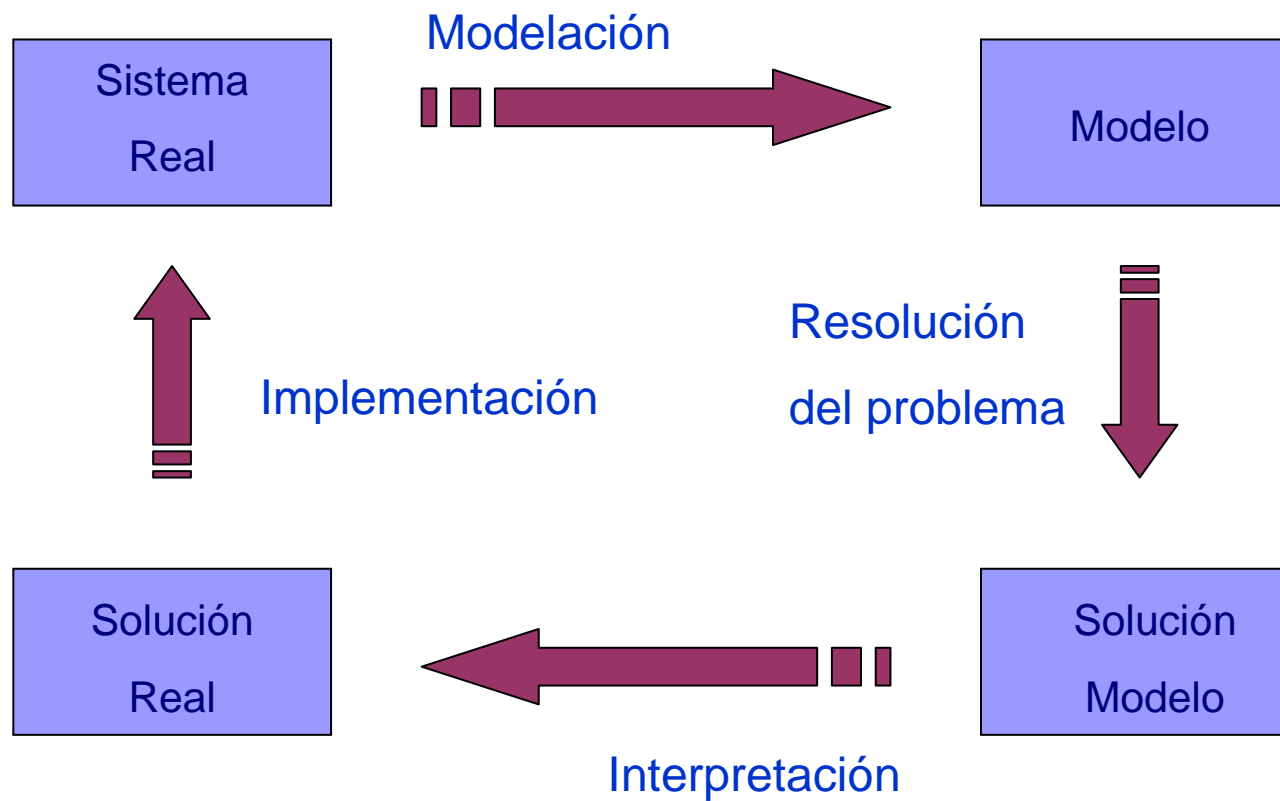 Modelación
Sistema
Real
Modelo
Resolución
del problema
Implementación
Solución
Real
Solución
Modelo
Interpretación